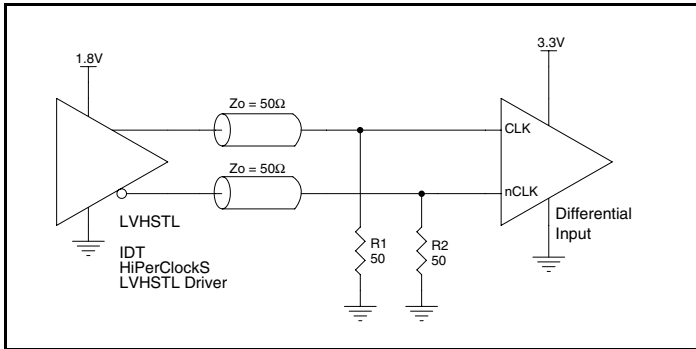 1.8V
3.3V
Zo = 50Ω
CLK
Zo = 50Ω
nCLK
LVHSTL
Differential
Input
R1
50
R2
50
IDT
HiPerClockS
LVHSTL Driver